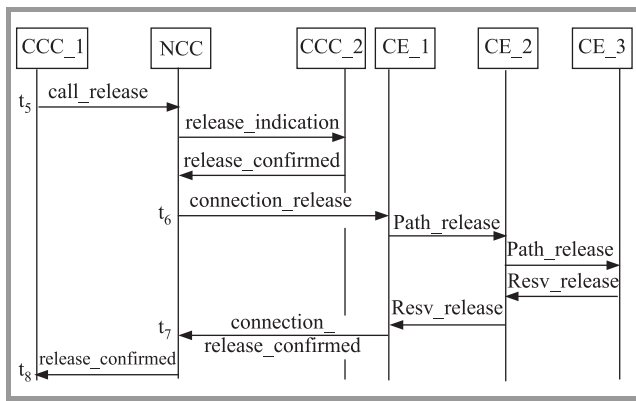 CCC_1 NCC CCC_2 CE_1 CE_2 CE_3
t5 call_release
release_indication
release_confirmed
t6 connection_release
Path_release
Path_release
Resv_release
Resv_release
t7 connection_
release_confirmed
t8 release_confirmed